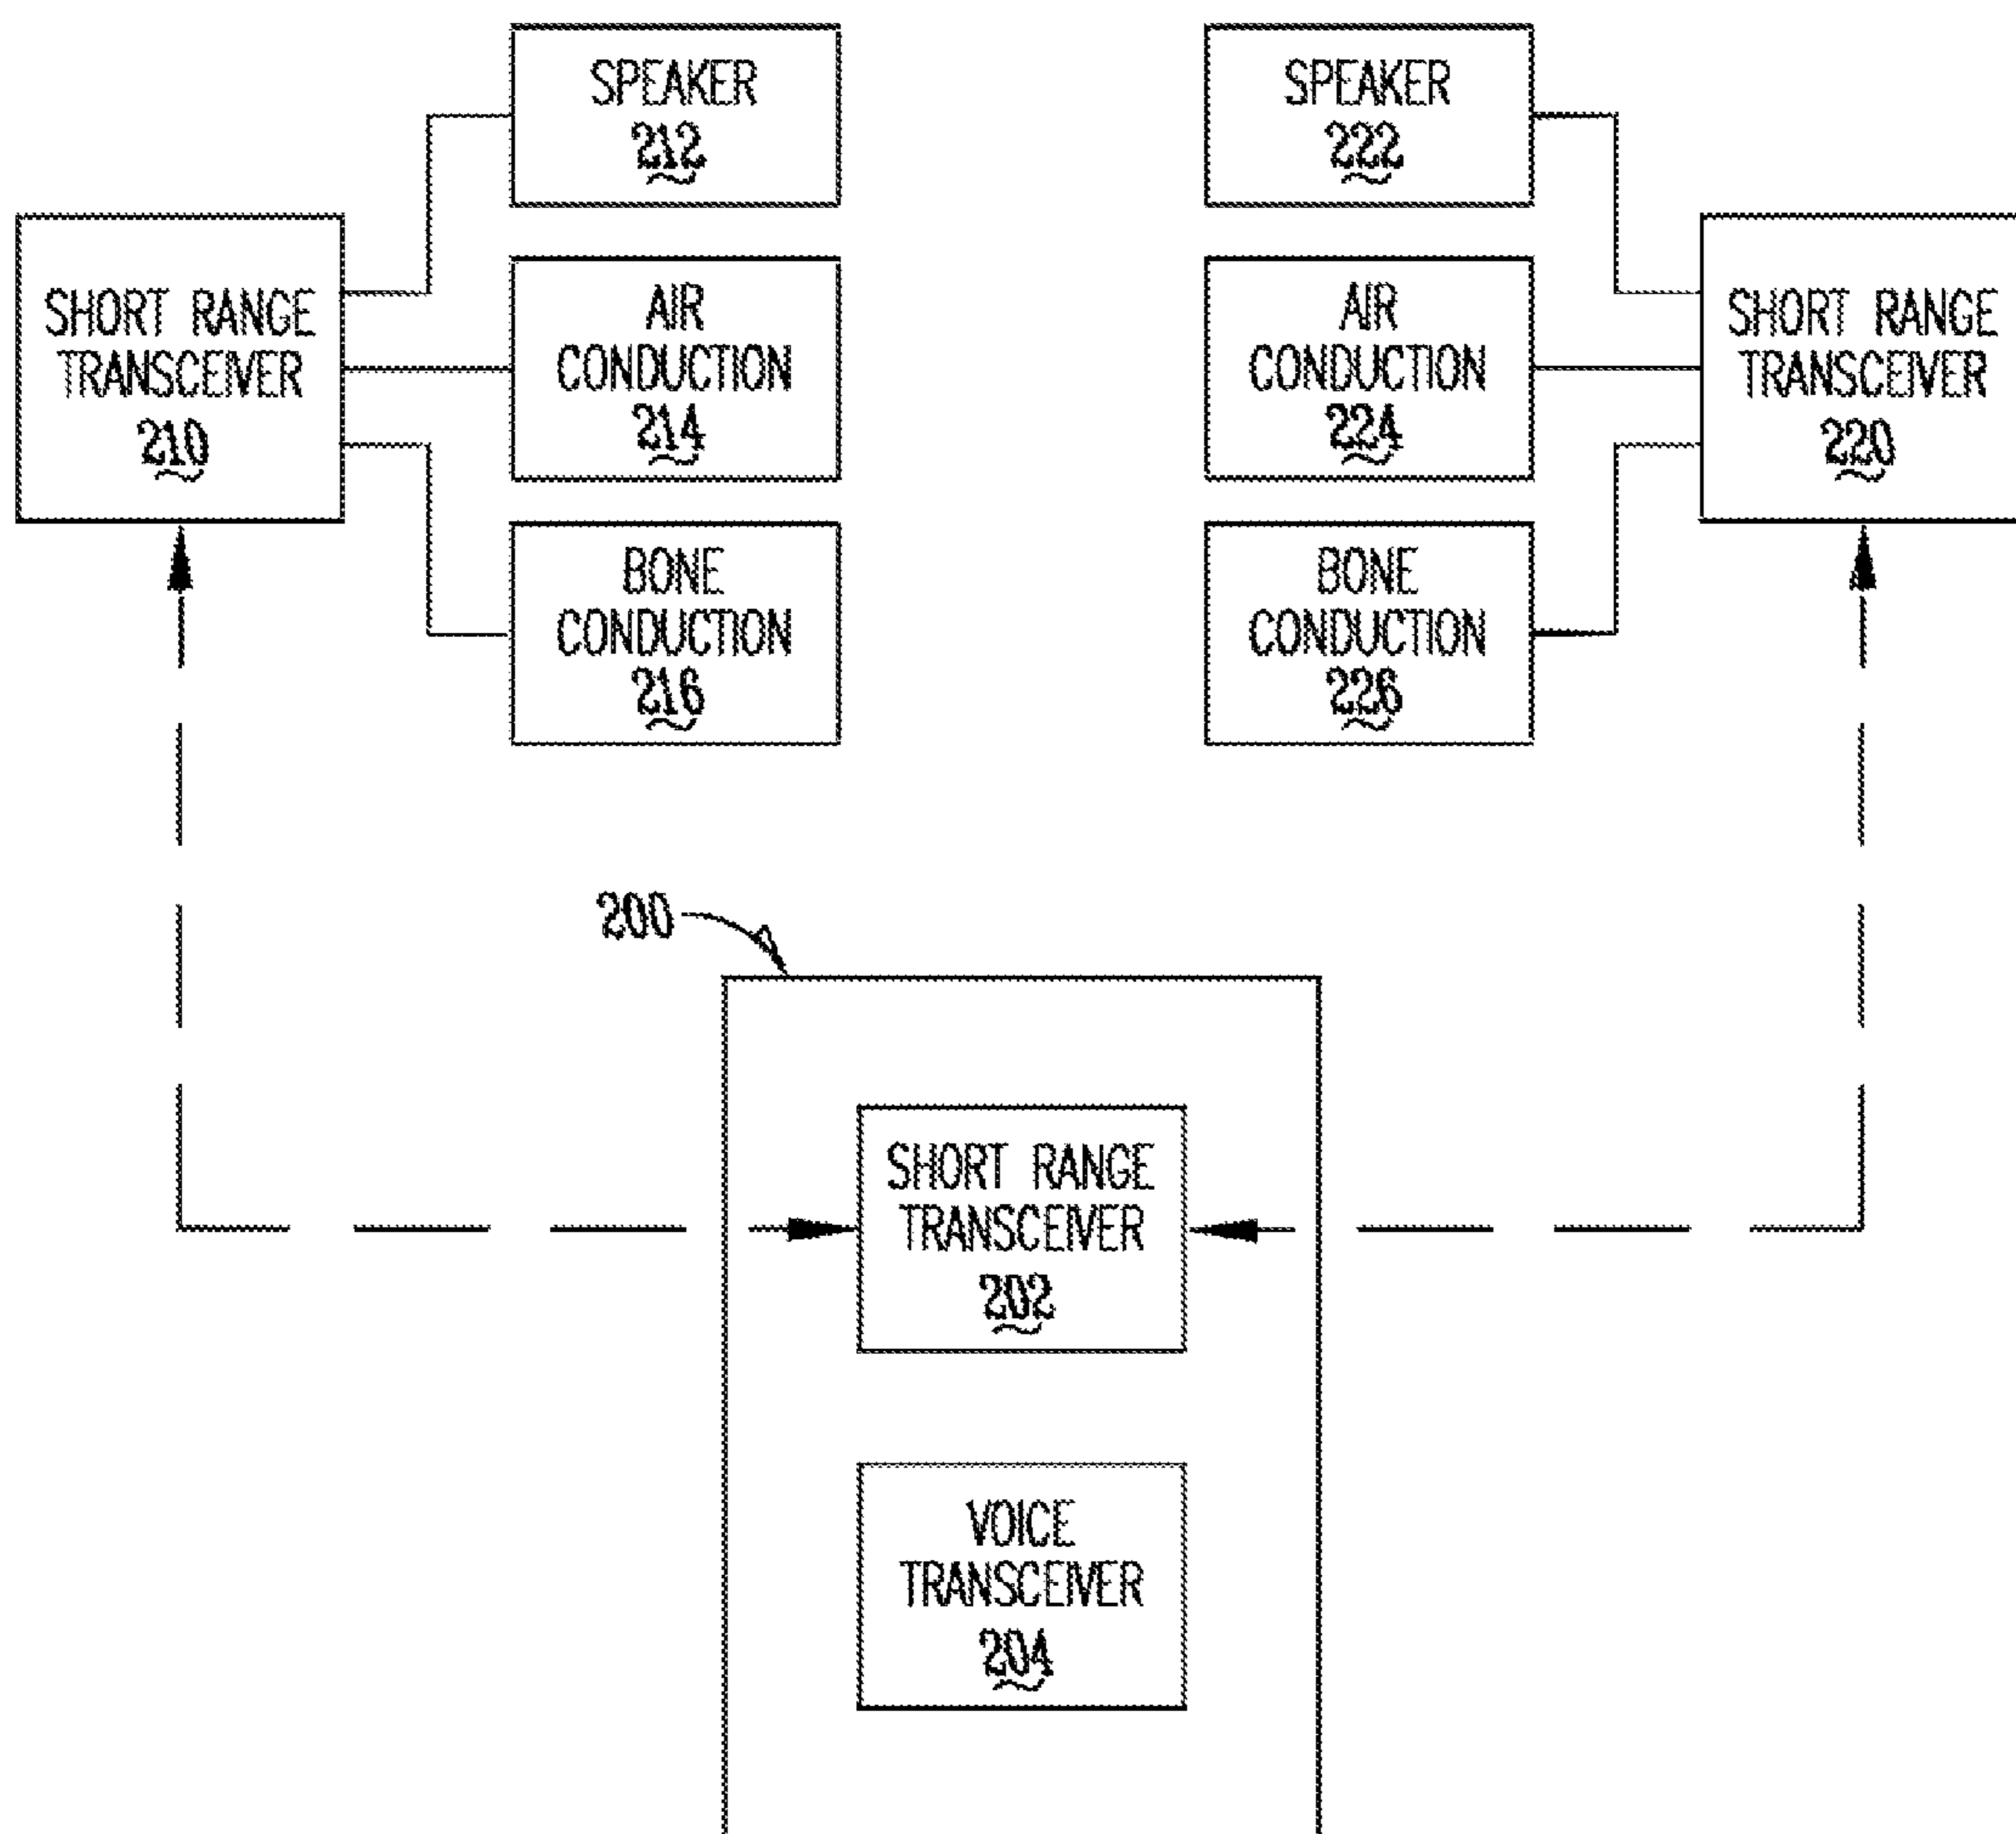 SPEAKER
212
SPEAKER
222
SHORT RANGE
TRANSCEIVER
210
AIR
CONDUCTION
214
AIR
CONDUCTION
224
SHORT RANGE
TRANSCEIVER
220
BONE
CONDUCTION
216
BONE
CONDUCTION
226
200
SHORT RANGE
TRANSCEIVER
202
VOICE
TRANSCEIVER
204